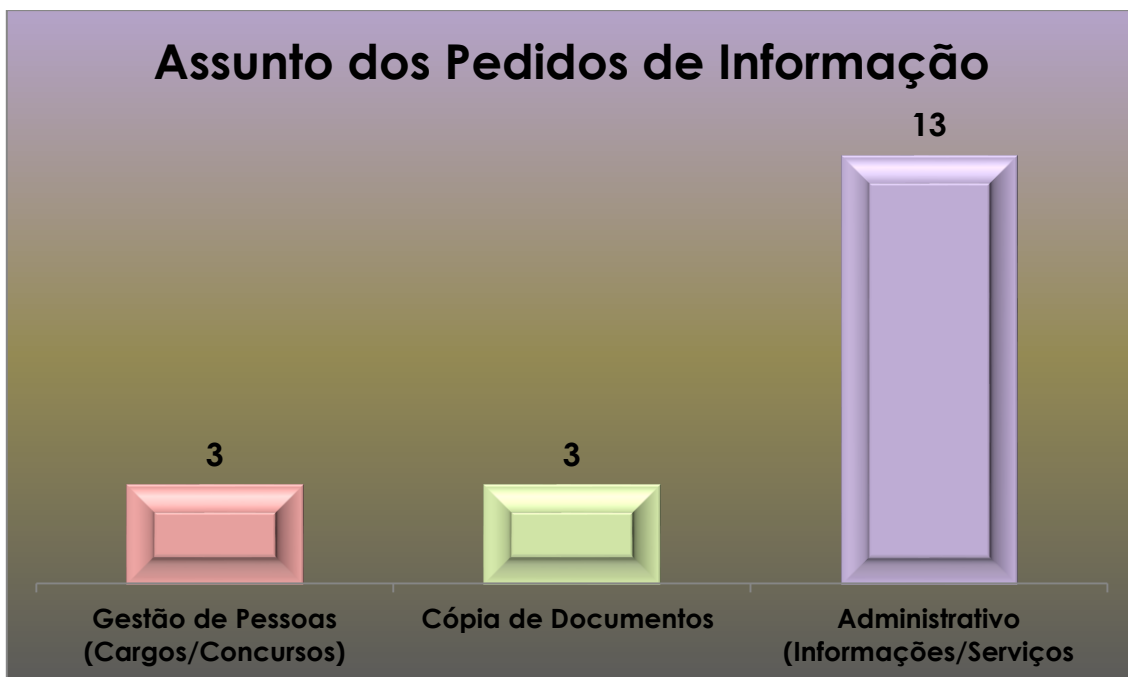 Assunto dos Pedidos de Informação
13
3
3
Gestão de Pessoas
(Cargos/Concursos)
Cópia de Documentos
Administrativo
(Informações/Serviços